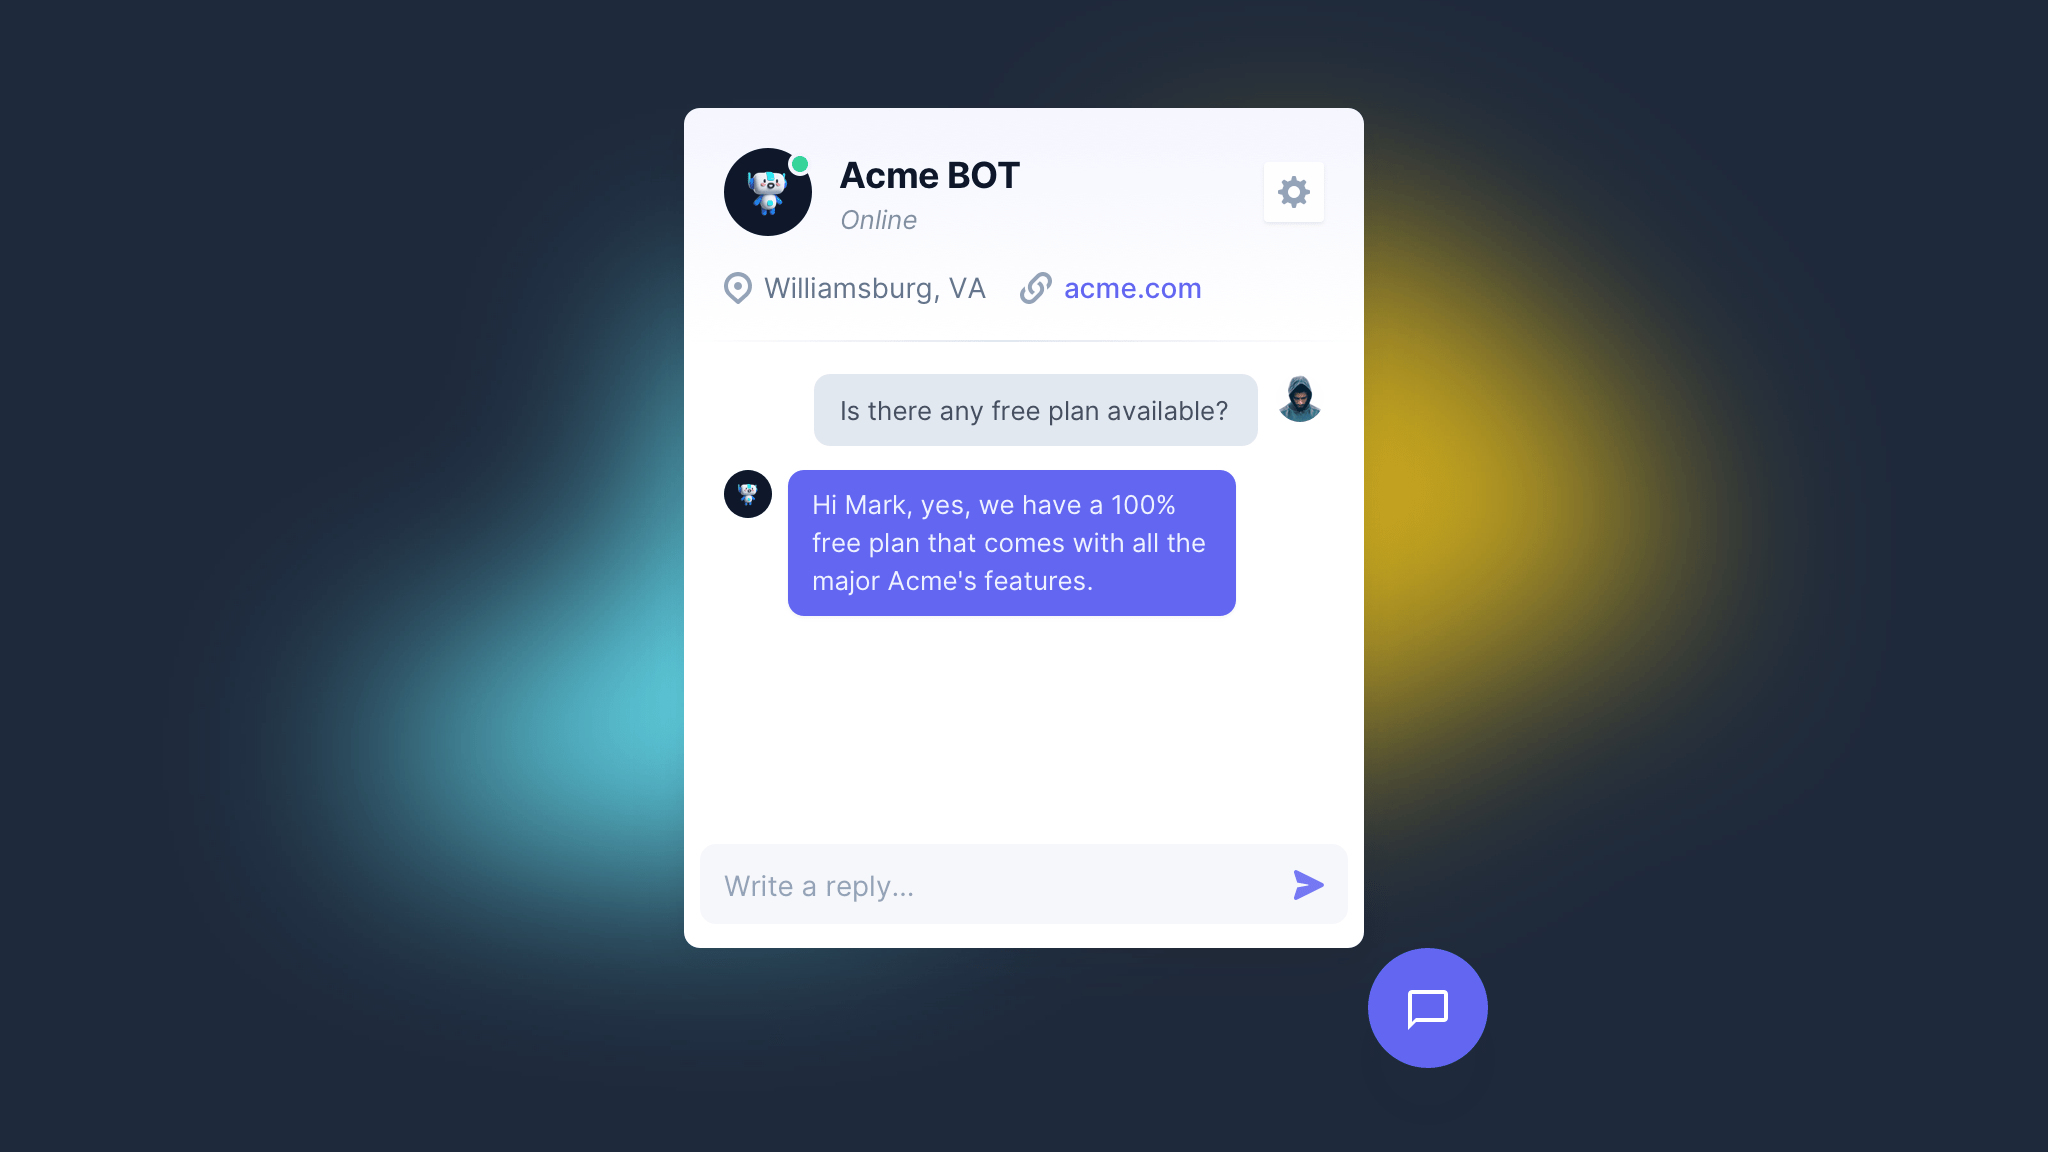 Acme BOT
Online
Williamsburg, VA
acme.com
Is there any free plan available?
Hi Mark, yes, we have a 100%
free plan that comes with all the
major Acme's features.
Write a reply...